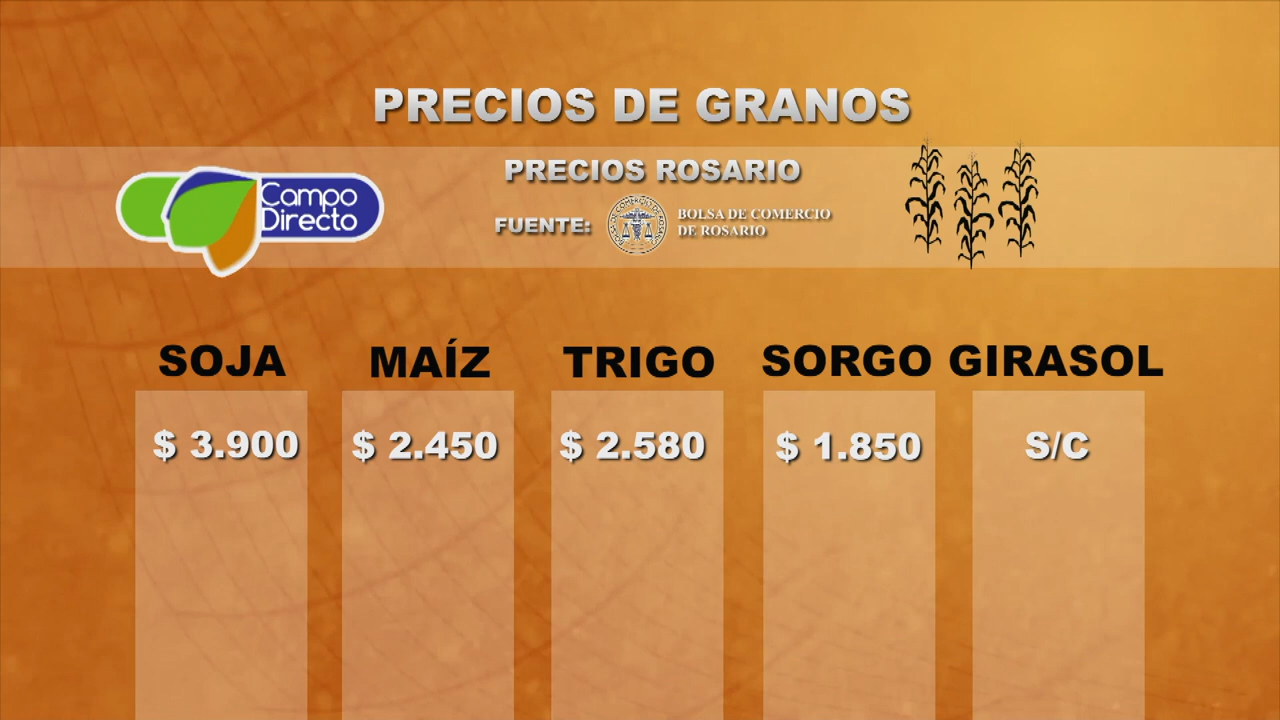 PRECIOS DE GRANOS
PRECIOS ROSARIO
Campo
Directo
FUENTE:
BOLSA DE COMERCIO
DE ROSARIO
SOJA MAÍZ TRIGO SORGO GIRASOL
$ 3.900 $ 2.450 $ 2.580 $ 1.850 S/C